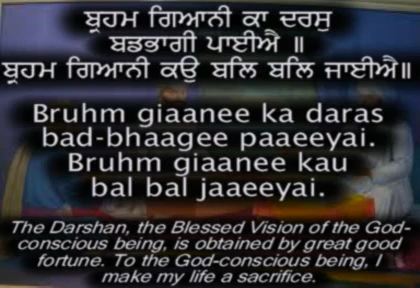 ਬ੍ਰਹਮ ਗਿਆਨੀ ਕਾ ਦਰਸੁ
ਬਡਭਾਗੀ ਪਾਈਐ ॥
ਬ੍ਰਹਮ ਗਿਆਨੀ ਕਉ ਬਲਿ ਬਲਿ ਜਾਈਐ॥
Bruhm giaanee ka daras
bad-bhaagee paaeeyai.
Bruhm giaanee kau
bal bal jaaeeyai.
The Darshan, the Blessed Vision of the God-
conscious being, is obtained by great good
fortune. To the God-conscious being, I
make my life a sacrifice.